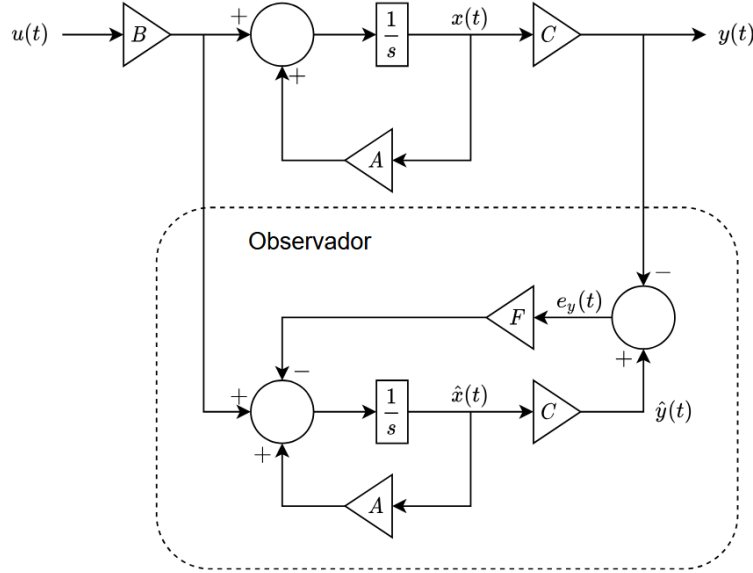 u(t) B + + 1/s x(t) C y(t)
A
Observador
−
F e_y(t)
+
− + + 1/s x̂(t) C ŷ(t)
A